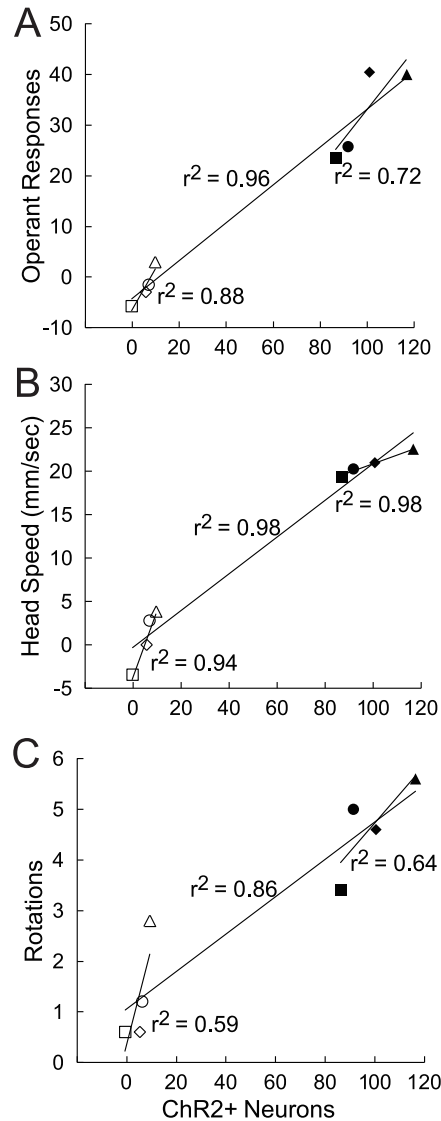 A
50
40
30
20
10
0
-10
Operant Responses
r² = 0.96
r² = 0.72
r² = 0.88
0 20 40 60 80 100 120
B
30
25
20
15
10
5
0
-5
Head Speed (mm/sec)
r² = 0.98
r² = 0.98
r² = 0.94
0 20 40 60 80 100 120
C
6
5
4
3
2
1
0
Rotations
r² = 0.86
r² = 0.64
r² = 0.59
0 20 40 60 80 100 120
ChR2+ Neurons